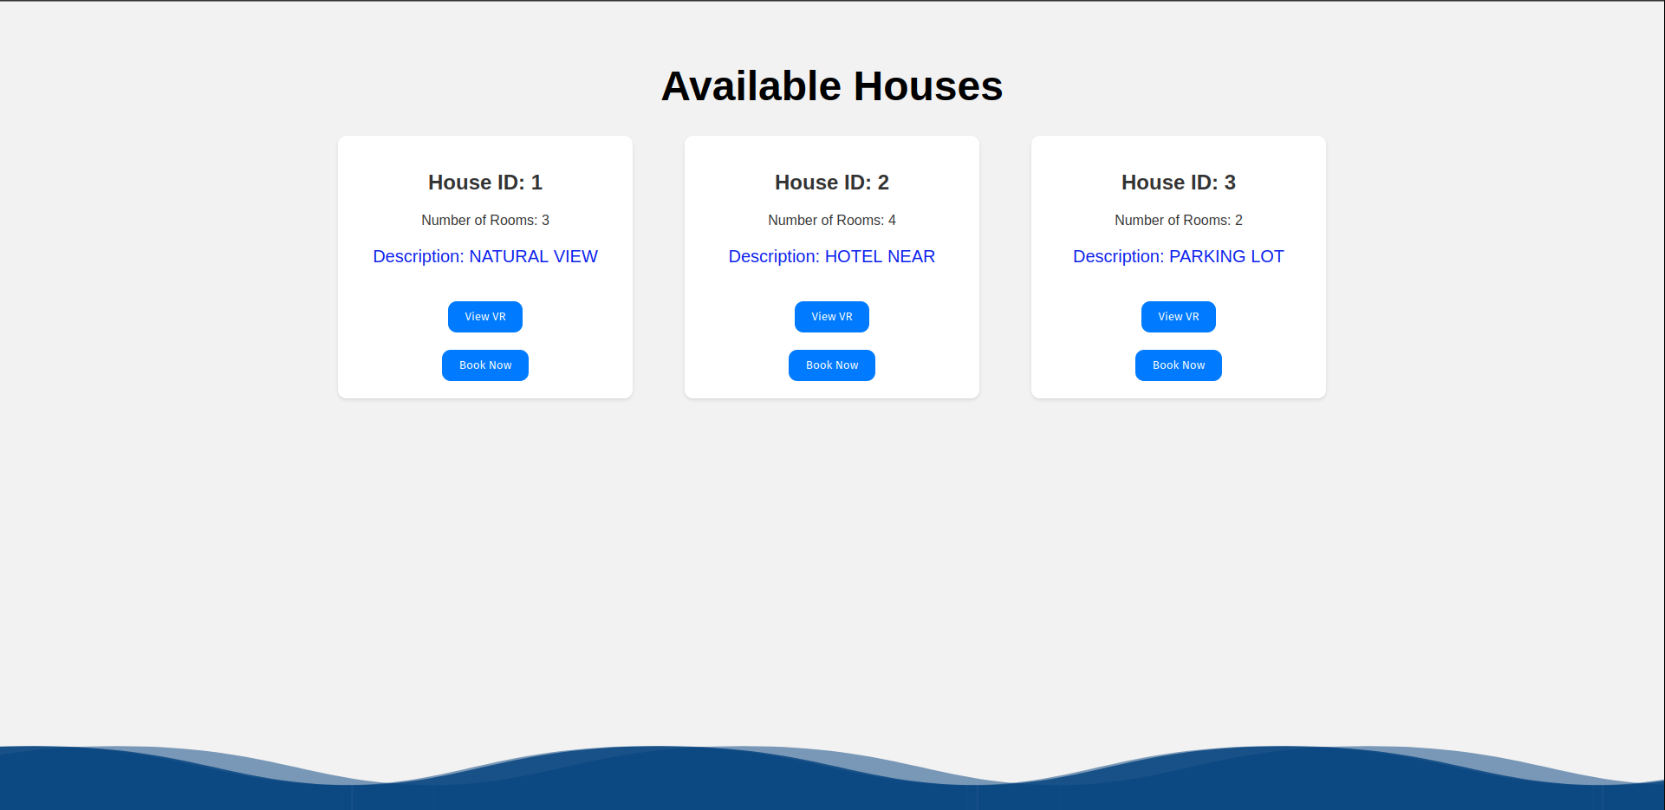 Available Houses
House ID: 1
Number of Rooms: 3
Description: NATURAL VIEW
View VR
Book Now
House ID: 2
Number of Rooms: 4
Description: HOTEL NEAR
View VR
Book Now
House ID: 3
Number of Rooms: 2
Description: PARKING LOT
View VR
Book Now